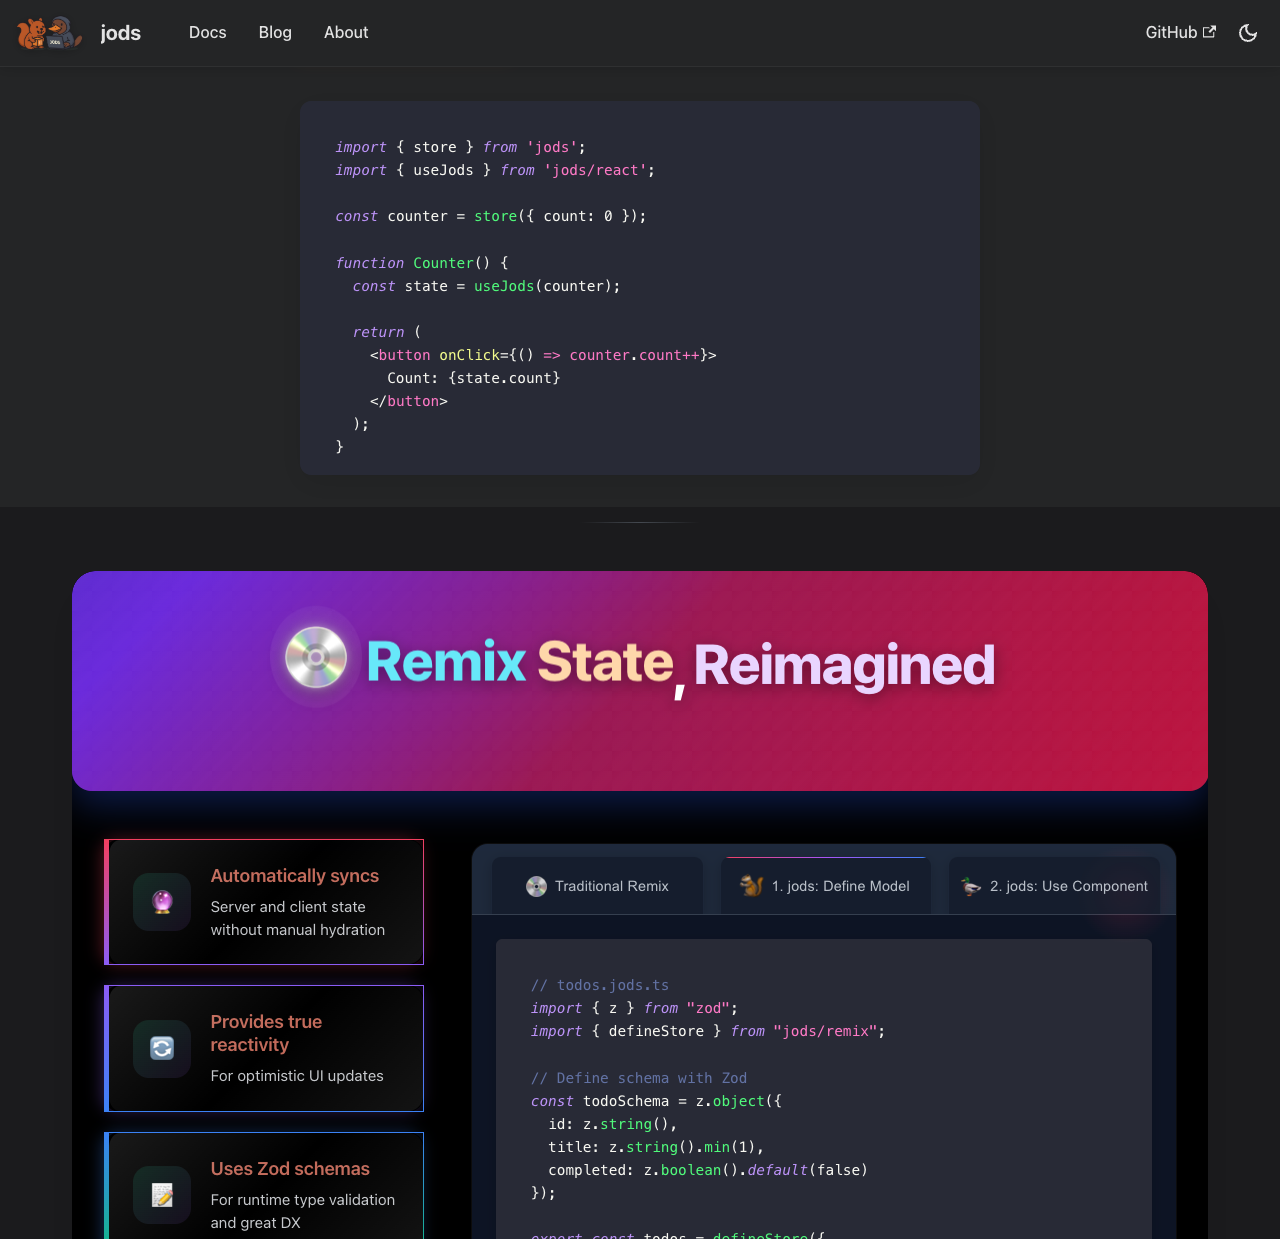 jods Docs Blog About GitHub
import { store } from 'jods';
import { useJods } from 'jods/react';
const counter = store({ count: 0 });
function Counter() {
  const state = useJods(counter);
  return (
    <button onClick={() => counter.count++}>
      Count: {state.count}
    </button>
  );
}
Remix State, Reimagined
Automatically syncs
Server and client state
without manual hydration
Provides true
reactivity
For optimistic UI updates
Uses Zod schemas
For runtime type validation
and great DX
Traditional Remix
1. jods: Define Model
2. jods: Use Component
// todos.jods.ts
import { z } from "zod";
import { defineStore } from "jods/remix";
// Define schema with Zod
const todoSchema = z.object({
  id: z.string(),
  title: z.string().min(1),
  completed: z.boolean().default(false)
});
export const todos = defineStore({